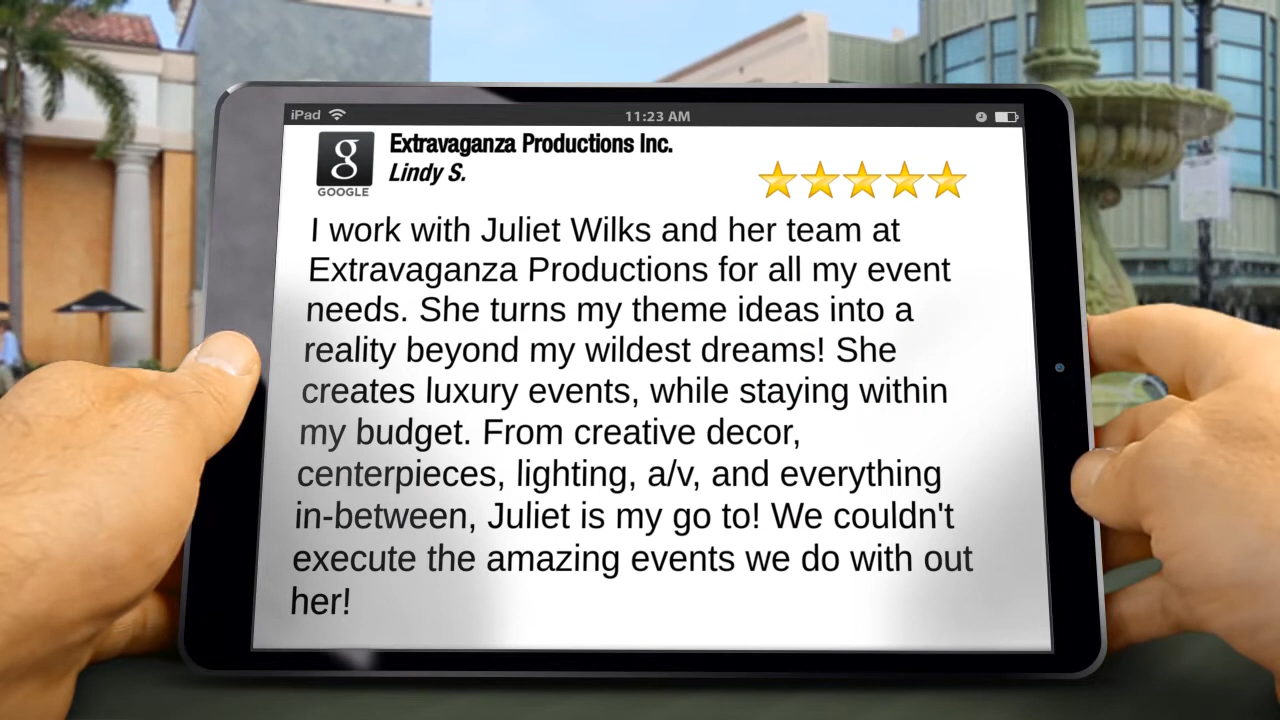 iPad 11:23 AM
Extravaganza Productions Inc.
Lindy S.
g
GOOGLE
I work with Juliet Wilks and her team at
Extravaganza Productions for all my event
needs. She turns my theme ideas into a
reality beyond my wildest dreams! She
creates luxury events, while staying within
my budget. From creative decor,
centerpieces, lighting, a/v, and everything
in-between, Juliet is my go to! We couldn't
execute the amazing events we do with out
her!